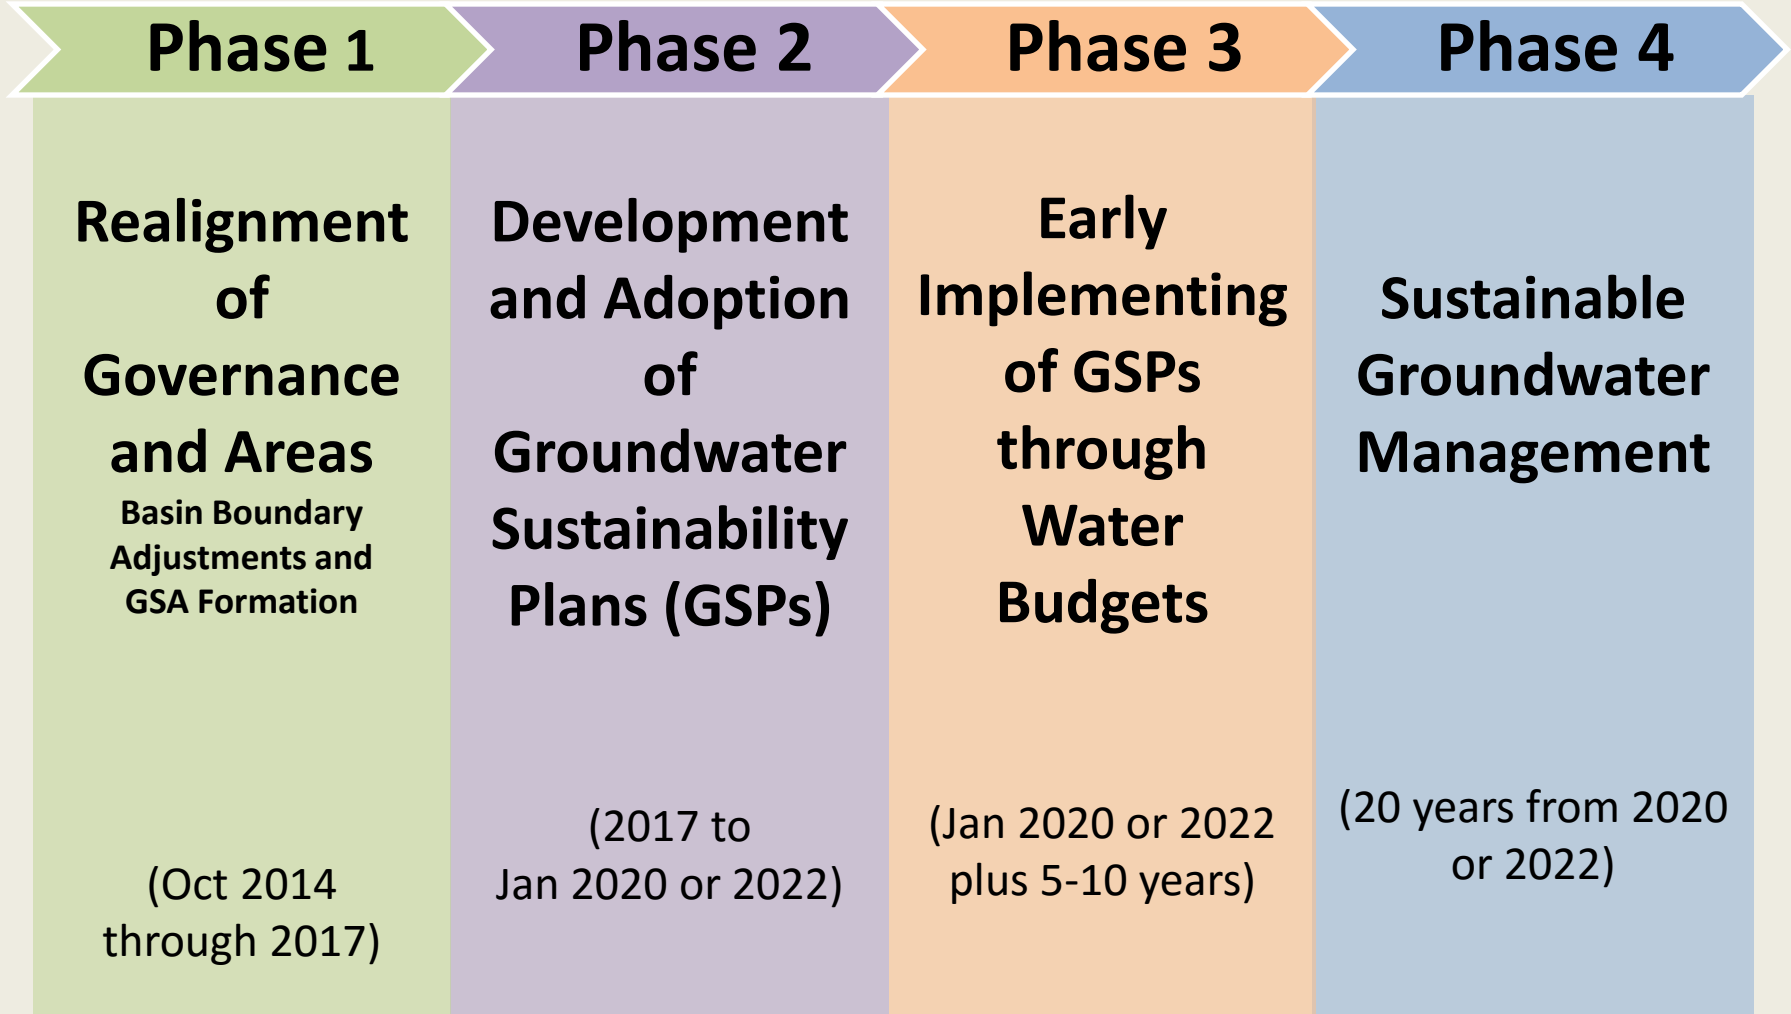 Phase 1
Realignment
of
Governance
and Areas
Basin Boundary
Adjustments and
GSA Formation
(Oct 2014
through 2017)
Phase 2
Development
and Adoption
of
Groundwater
Sustainability
Plans (GSPs)
(2017 to
Jan 2020 or 2022)
Phase 3
Early
Implementing
of GSPs
through
Water
Budgets
(Jan 2020 or 2022
plus 5-10 years)
Phase 4
Sustainable
Groundwater
Management
(20 years from 2020
or 2022)